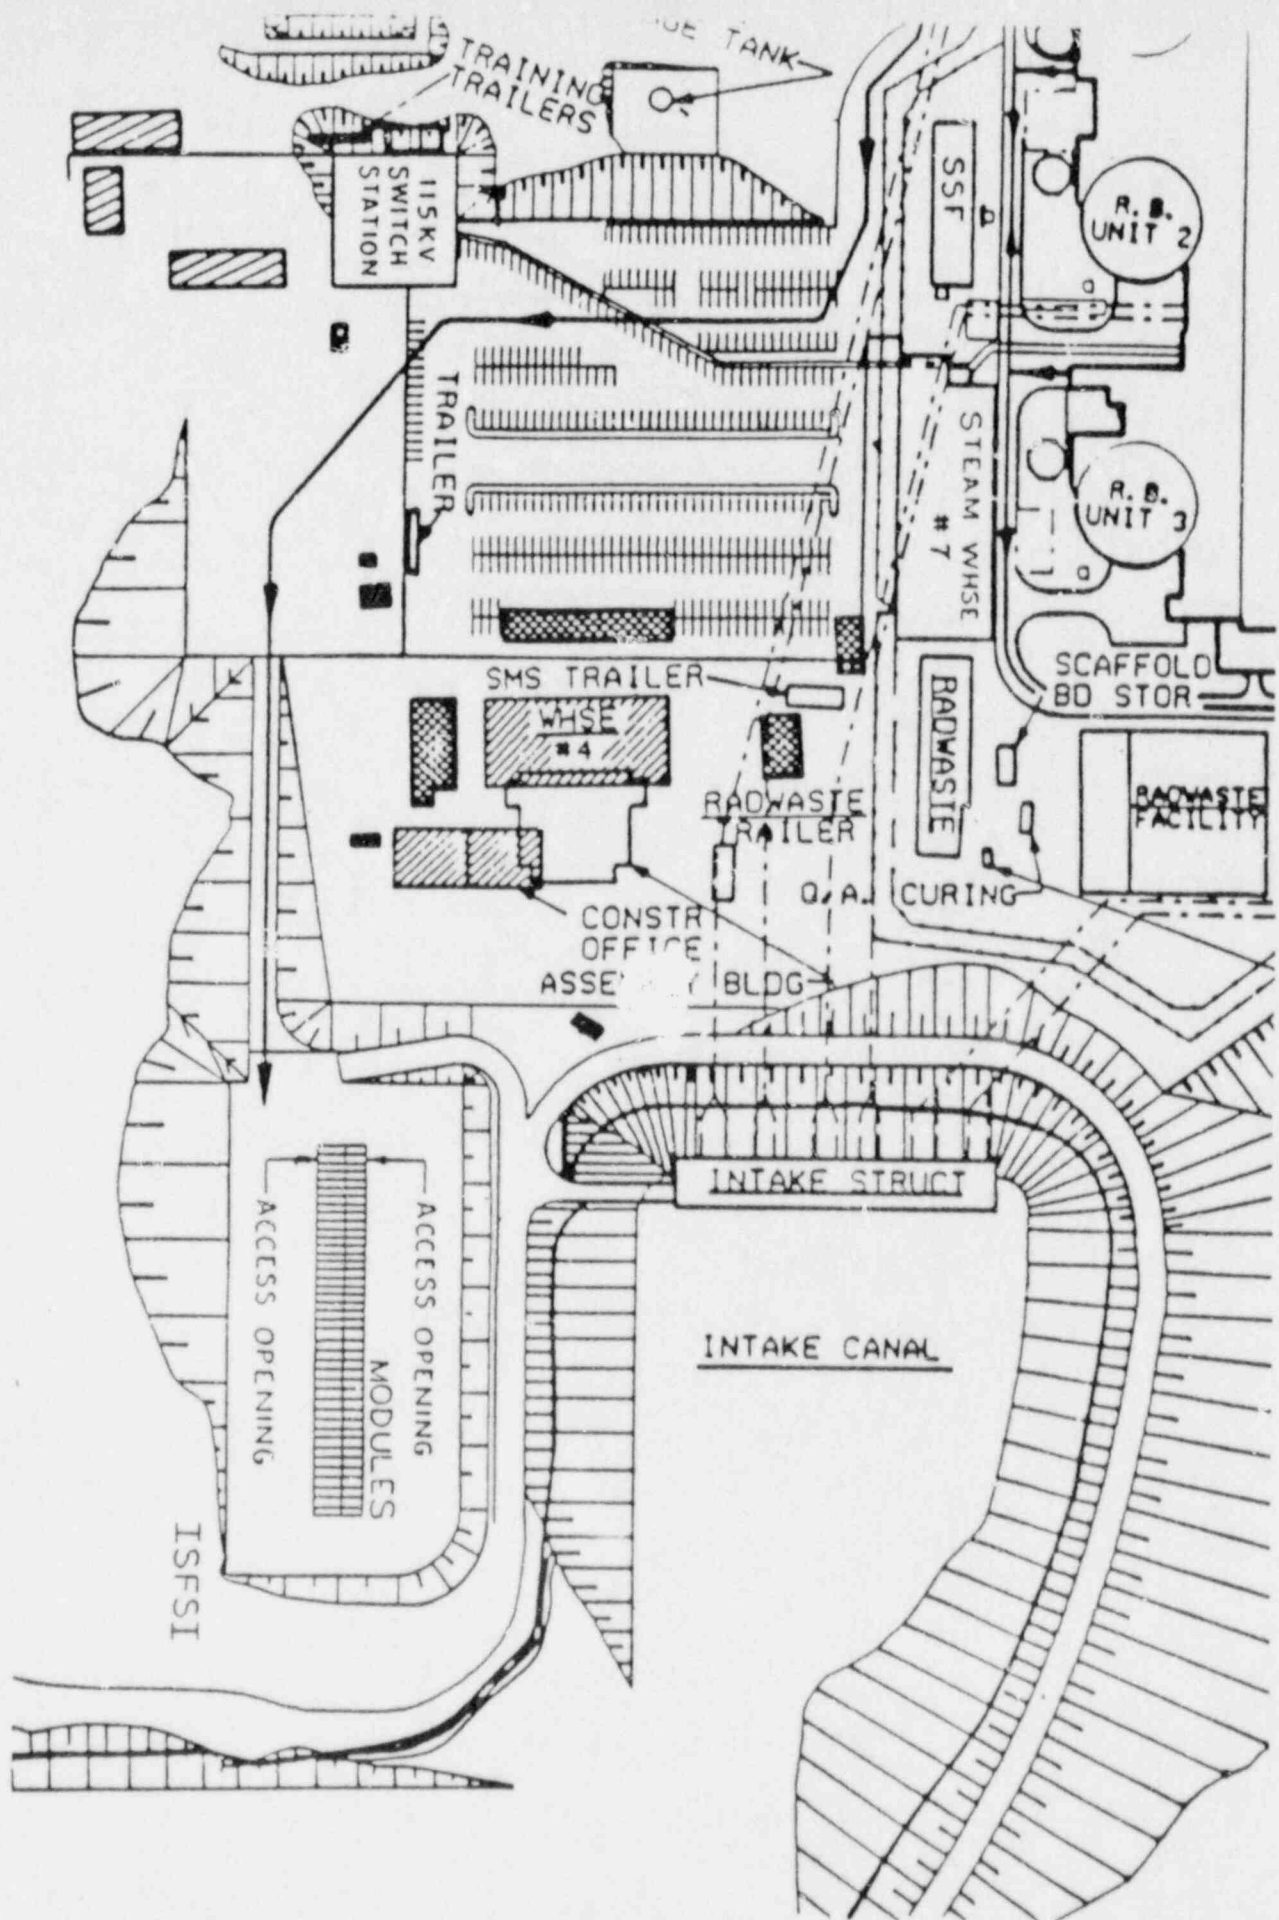 TANK
TRAINING
TRAILERS
115KV
SWITCH
STATION
SSF
R. B.
UNIT 2
TRAILER
STEAM WHSE
#7
R. B.
UNIT 3
SMS TRAILER
SCAFFOLD
BD STOR
WHSE
#4
RADWASTE
RADWASTE
RAILER
RADWASTE
FACILITY
Q.A.
CURING
CONSTR
OFFICE
BLDG
INTAKE STRUCT
ACCESS OPENING
ACCESS OPENING
MODULES
INTAKE CANAL
ISFSI